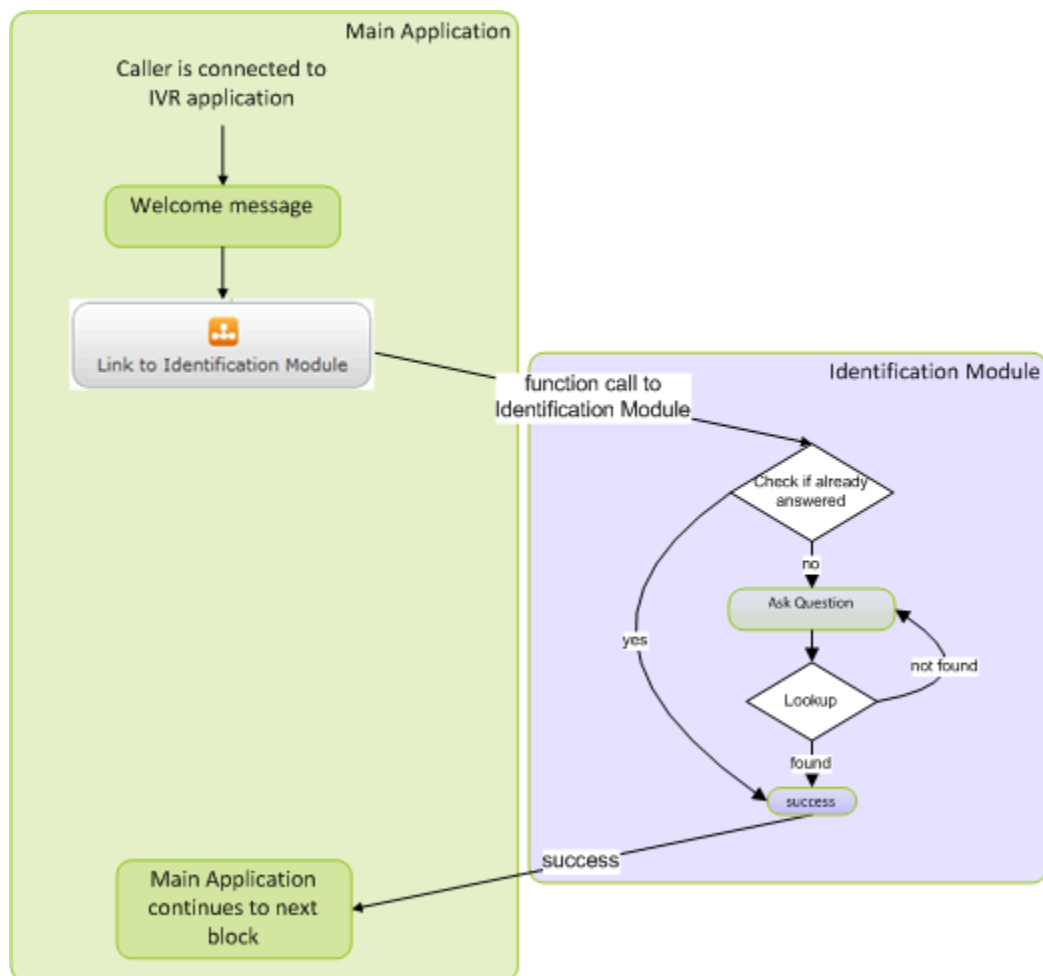 Main Application
Caller is connected to
IVR application
Welcome message
Link to Identification Module
function call to
Identification Module
Identification Module
Check if already
answered
no
Ask Question
yes
not found
Lookup
found
success
success
Main Application
continues to next
block